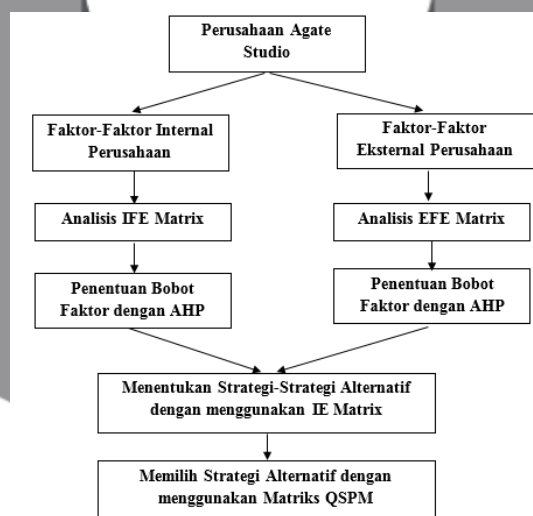 Perusahaan Agate
Studio
Faktor-Faktor Internal
Perusahaan
Faktor-Faktor
Eksternal Perusahaan
Analisis IFE Matrix
Analisis EFE Matrix
Penentuan Bobot
Faktor dengan AHP
Penentuan Bobot
Faktor dengan AHP
Menentukan Strategi-Strategi Alternatif
dengan menggunakan IE Matrix
Memilih Strategi Alternatif dengan
menggunakan Matriks QSPM